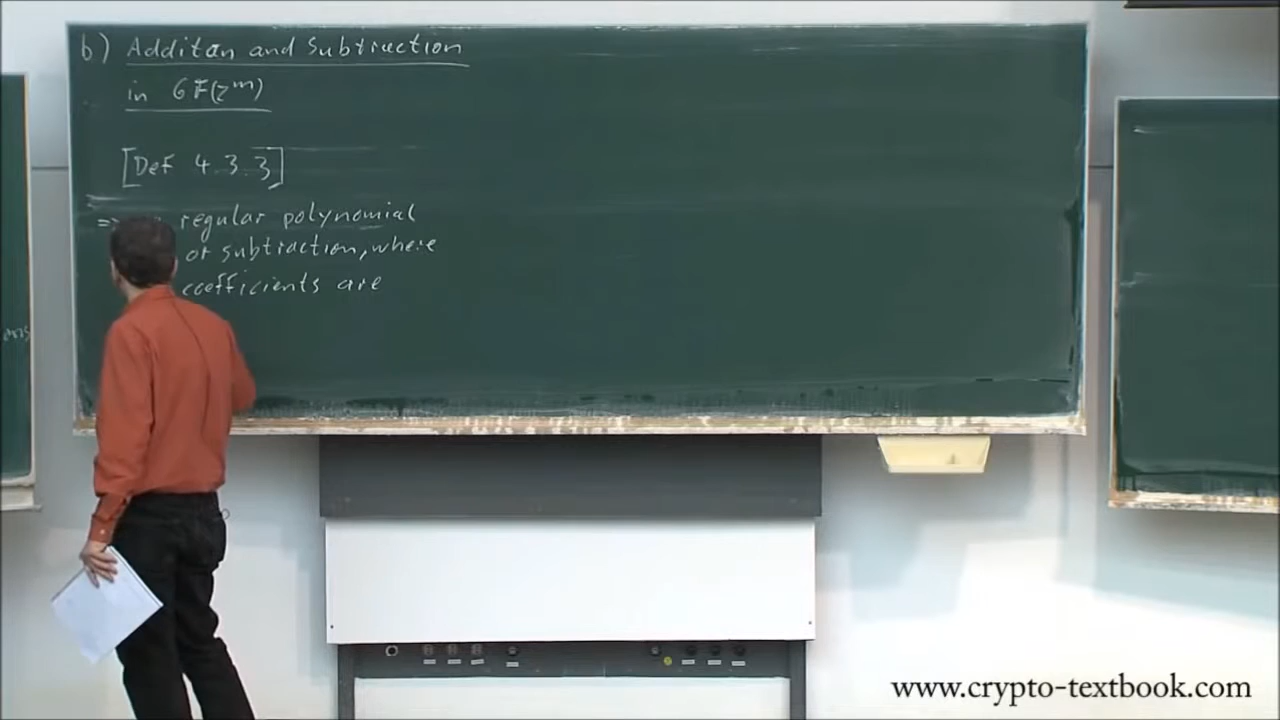 b) Additan and Subtraction
in GF(2^m)
[Def 4.3.3]
=> regular polynomial
or subtraction, where
coefficients are
www.crypto-textbook.com